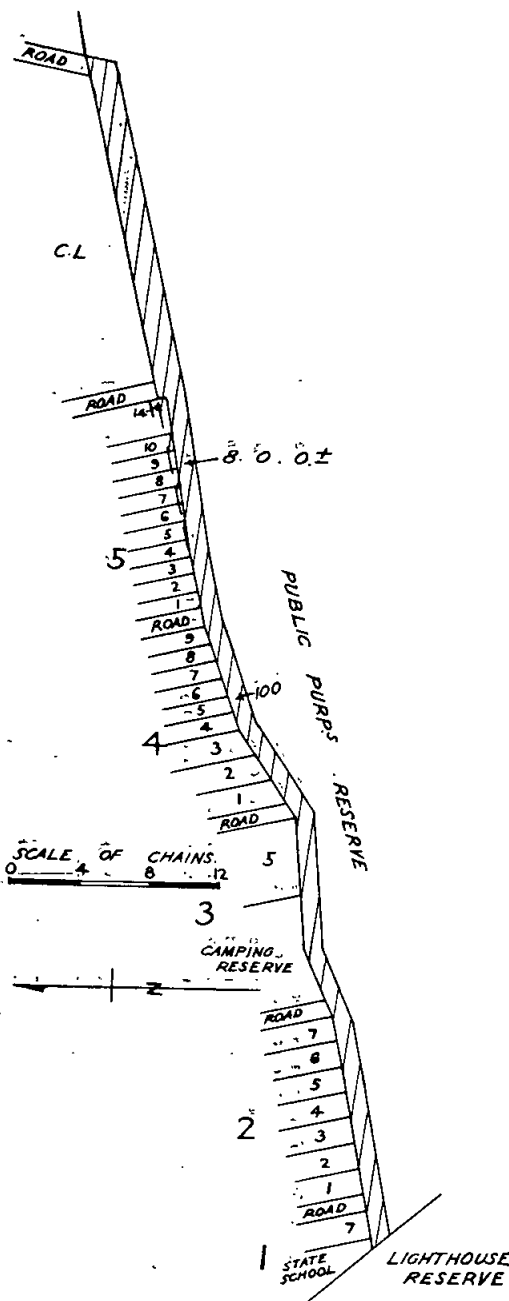 ROAD
C.L
ROAD
14
10
9
8
8. 0. 0.±
7
6
5
4
5
3
2
1
ROAD
9
8
7
6
100
5
4
4
3
2
1
ROAD
PUBLIC PURPS RESERVE
SCALE OF CHAINS.
0 4 8 12
5
3
CAMPING
RESERVE
N
ROAD
7
6
5
4
2
3
2
1
ROAD
7
1
STATE
SCHOOL
LIGHTHOUSE
RESERVE